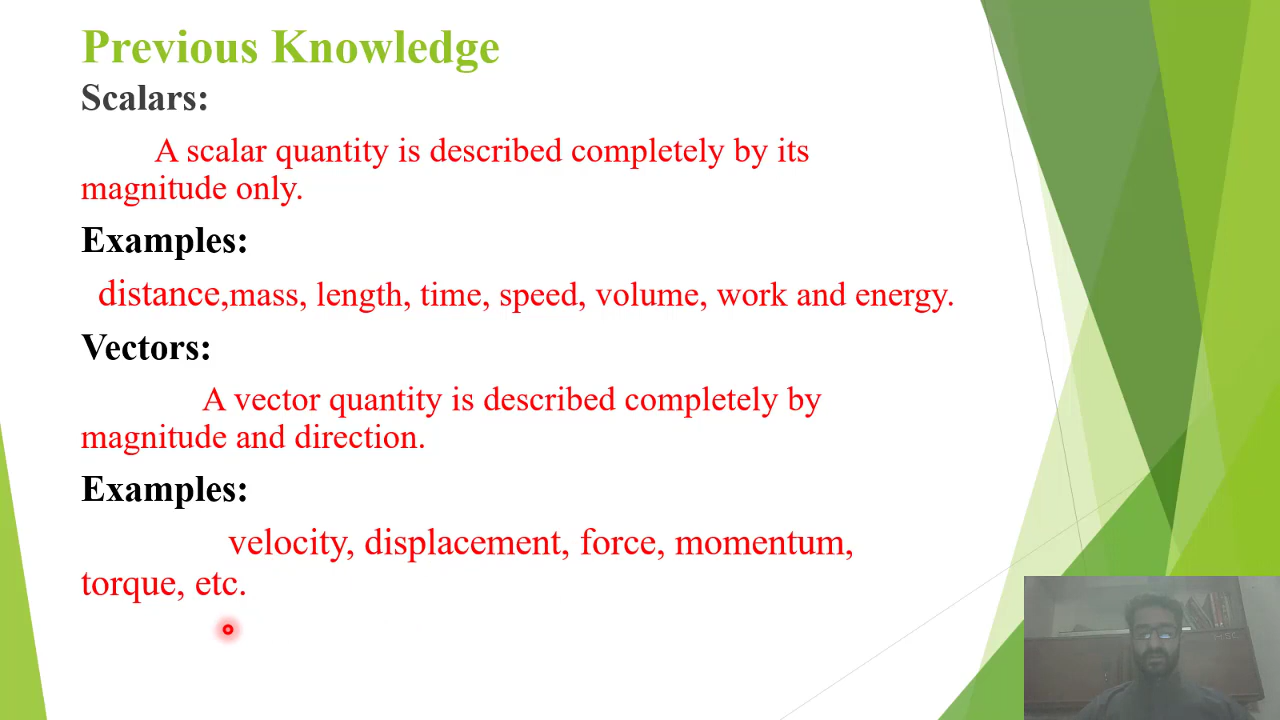 Previous Knowledge
Scalars:
A scalar quantity is described completely by its
magnitude only.
Examples:
distance,mass, length, time, speed, volume, work and energy.
Vectors:
A vector quantity is described completely by
magnitude and direction.
Examples:
velocity, displacement, force, momentum,
torque, etc.